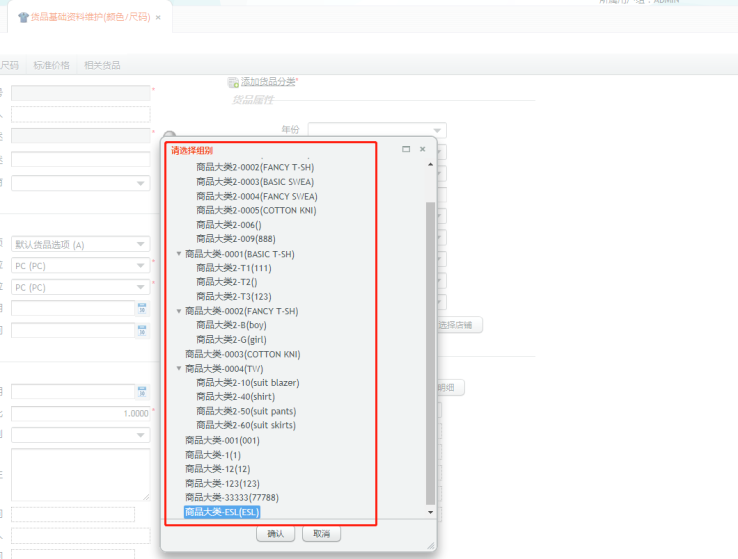 货品基础资料维护(颜色/尺码) ×
尺码 标准价格 相关货品
添加货品分类*
货品属性
年份
请选择组别
商品大类2-0002(FANCY T-SH)
商品大类2-0003(BASIC SWEA)
商品大类2-0004(FANCY SWEA)
商品大类2-0005(COTTON KNI)
商品大类2-006()
商品大类2-009(888)
商品大类-0001(BASIC T-SH)
商品大类2-T1(111)
商品大类2-T2()
商品大类2-T3(123)
商品大类-0002(FANCY T-SH)
商品大类2-B(boy)
商品大类2-G(girl)
商品大类-0003(COTTON KNI)
商品大类-0004(TW)
商品大类2-10(suit blazer)
商品大类2-40(shirt)
商品大类2-50(suit pants)
商品大类2-60(suit skirts)
商品大类-001(001)
商品大类-1(1)
商品大类-12(12)
商品大类-123(123)
商品大类-33333(77788)
商品大类-ESL(ESL)
确认 取消
默认货品选项 (A)
PC (PC)
PC (PC)
选择店铺
明细
1.0000